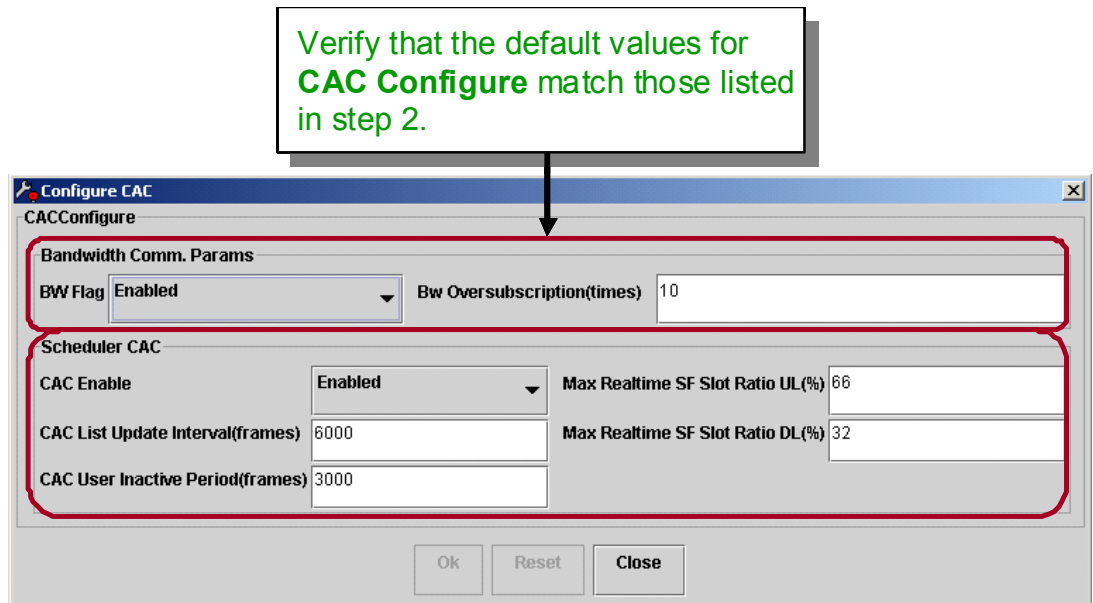 Verify that the default values for
CAC Configure match those listed
in step 2.
Configure CAC
CACConfigure
Bandwidth Comm. Params
BW Flag Enabled Bw Oversubscription(times) 10
Scheduler CAC
CAC Enable Enabled Max Realtime SF Slot Ratio UL(%) 66
CAC List Update Interval(frames) 6000 Max Realtime SF Slot Ratio DL(%) 32
CAC User Inactive Period(frames) 3000
Ok Reset Close